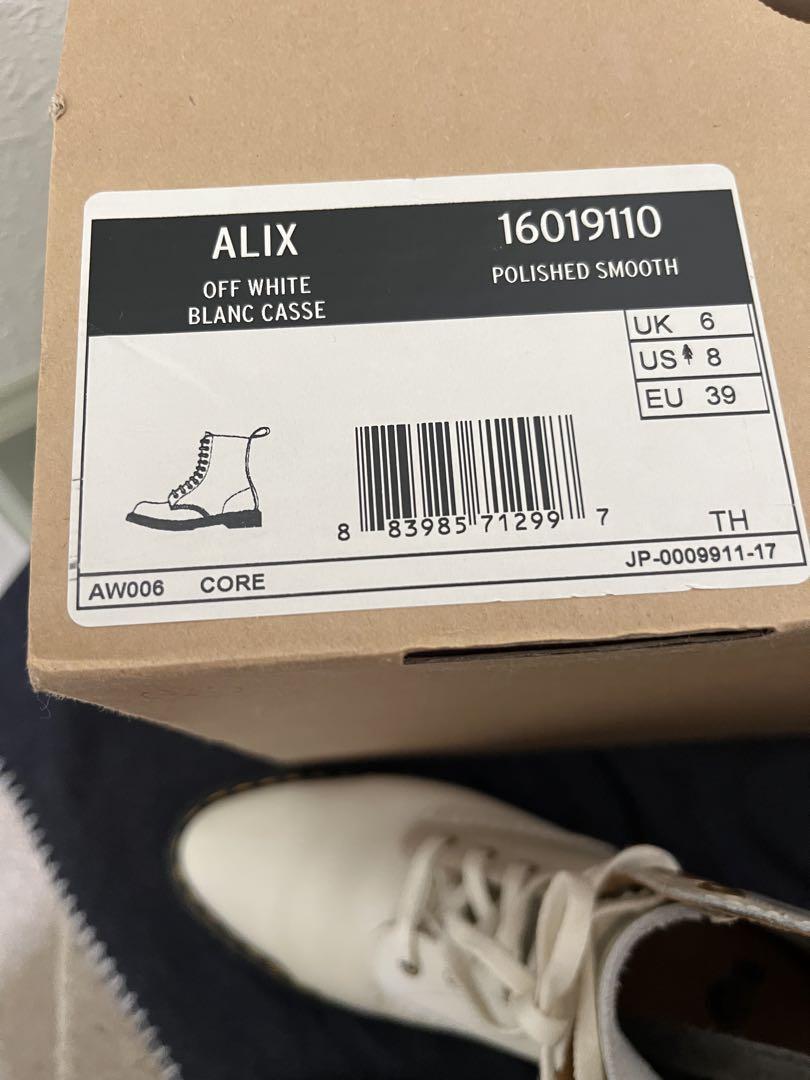 ALIX
OFF WHITE
BLANC CASSE
16019110
POLISHED SMOOTH
UK 6
US 8
EU 39
8 83985 71299 7
TH
JP-0009911-17
AW006 CORE